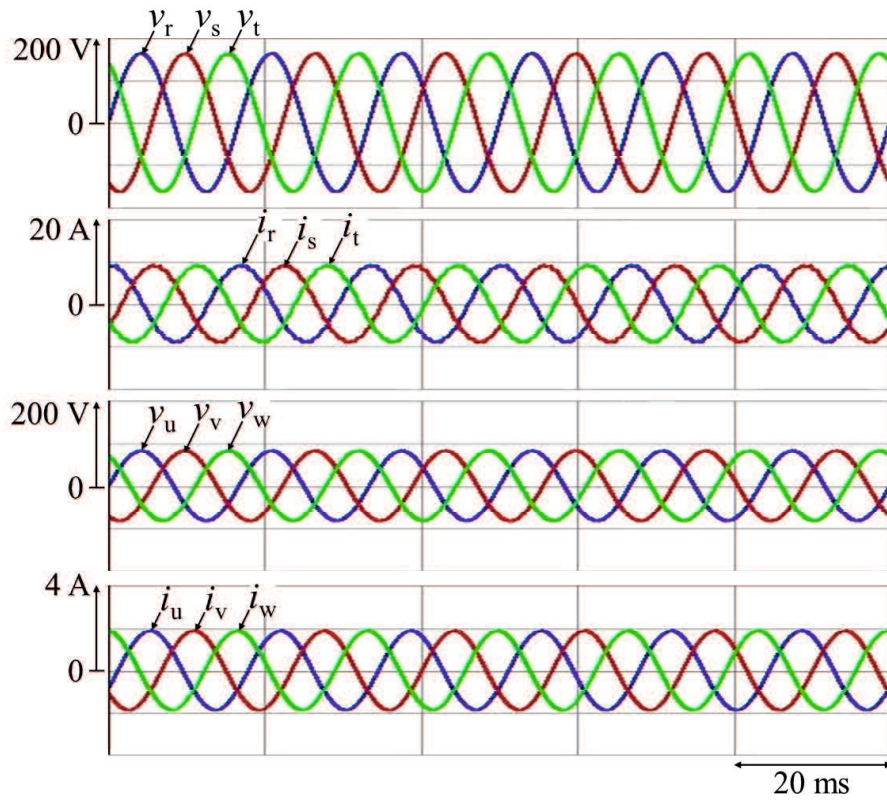 v_r v_s v_t
200 V
0
i_r i_s i_t
20 A
0
v_u v_v v_w
200 V
0
i_u i_v i_w
4 A
0
20 ms